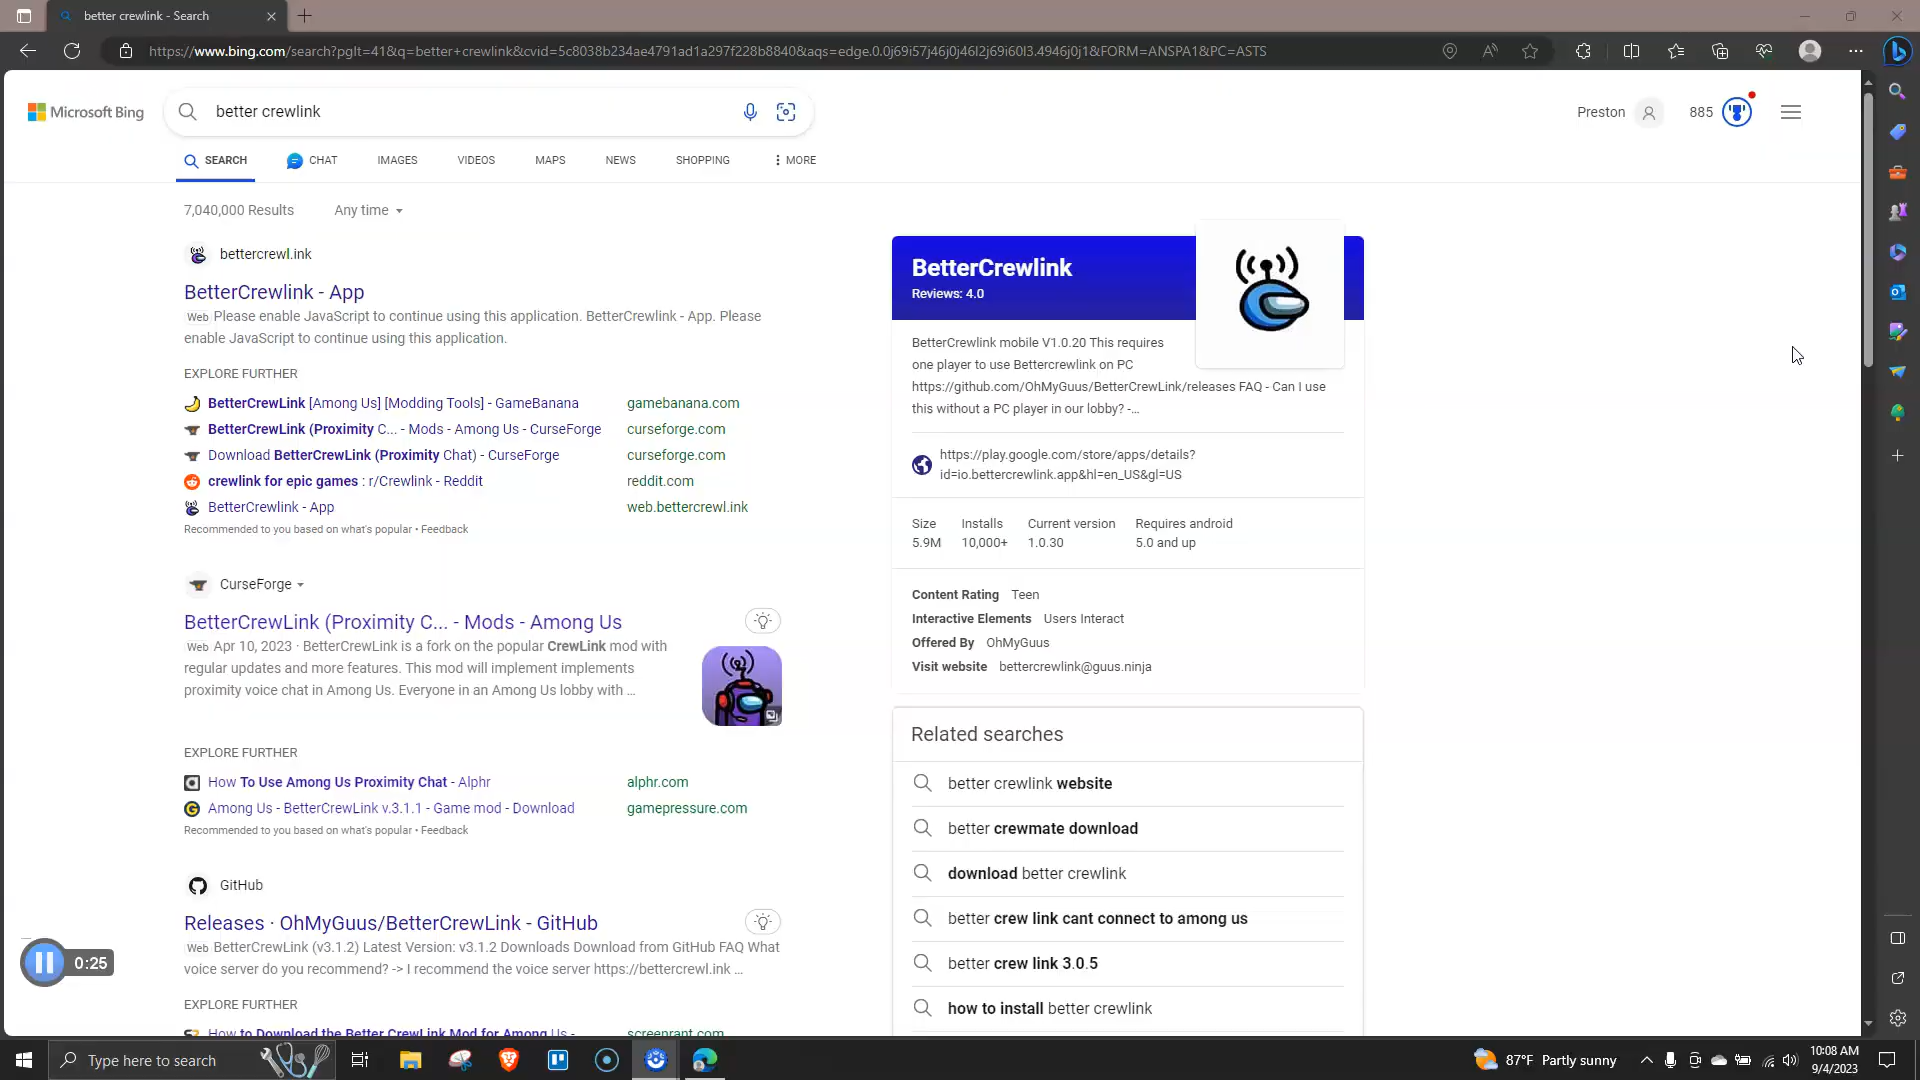 better crewlink - Search
https://www.bing.com/search?pglt=41&q=better+crewlink&cvid=5c8038b234ae4791ad1a297f228b8840&aqs=edge.0.0j69i57j46j0j46l2j69i60l3.4946j0j1&FORM=ANSPA1&PC=ASTS
Microsoft Bing
better crewlink
Preston
885
SEARCH
CHAT
IMAGES
VIDEOS
MAPS
NEWS
SHOPPING
MORE
7,040,000 Results
Any time
bettercrewl.ink
BetterCrewlink - App
Web Please enable JavaScript to continue using this application. BetterCrewlink - App. Please
enable JavaScript to continue using this application.
EXPLORE FURTHER
BetterCrewLink [Among Us] [Modding Tools] - GameBanana gamebanana.com
BetterCrewLink (Proximity C... - Mods - Among Us - CurseForge curseforge.com
Download BetterCrewLink (Proximity Chat) - CurseForge curseforge.com
crewlink for epic games : r/Crewlink - Reddit reddit.com
BetterCrewlink - App web.bettercrewl.ink
Recommended to you based on what's popular • Feedback
CurseForge
BetterCrewLink (Proximity C... - Mods - Among Us
Web Apr 10, 2023 · BetterCrewLink is a fork on the popular CrewLink mod with
regular updates and more features. This mod will implement implements
proximity voice chat in Among Us. Everyone in an Among Us lobby with ...
EXPLORE FURTHER
How To Use Among Us Proximity Chat - Alphr alphr.com
Among Us - BetterCrewLink v.3.1.1 - Game mod - Download gamepressure.com
Recommended to you based on what's popular • Feedback
GitHub
Releases · OhMyGuus/BetterCrewLink - GitHub
Web BetterCrewLink (v3.1.2) Latest Version: v3.1.2 Downloads Download from GitHub FAQ What
voice server do you recommend? -> I recommend the voice server https://bettercrewl.ink ...
EXPLORE FURTHER
How to Download the Better CrewLink Mod for Among Us - screenrant.com
BetterCrewlink
Reviews: 4.0
BetterCrewlink mobile V1.0.20 This requires
one player to use Bettercrewlink on PC
https://github.com/OhMyGuus/BetterCrewLink/releases FAQ - Can I use
this without a PC player in our lobby? -...
https://play.google.com/store/apps/details?
id=io.bettercrewlink.app&hl=en_US&gl=US
Size Installs Current version Requires android
5.9M 10,000+ 1.0.30 5.0 and up
Content Rating Teen
Interactive Elements Users Interact
Offered By OhMyGuus
Visit website bettercrewlink@guus.ninja
Related searches
better crewlink website
better crewmate download
download better crewlink
better crew link cant connect to among us
better crew link 3.0.5
how to install better crewlink
0:25
Type here to search
87°F Partly sunny
10:08 AM
9/4/2023